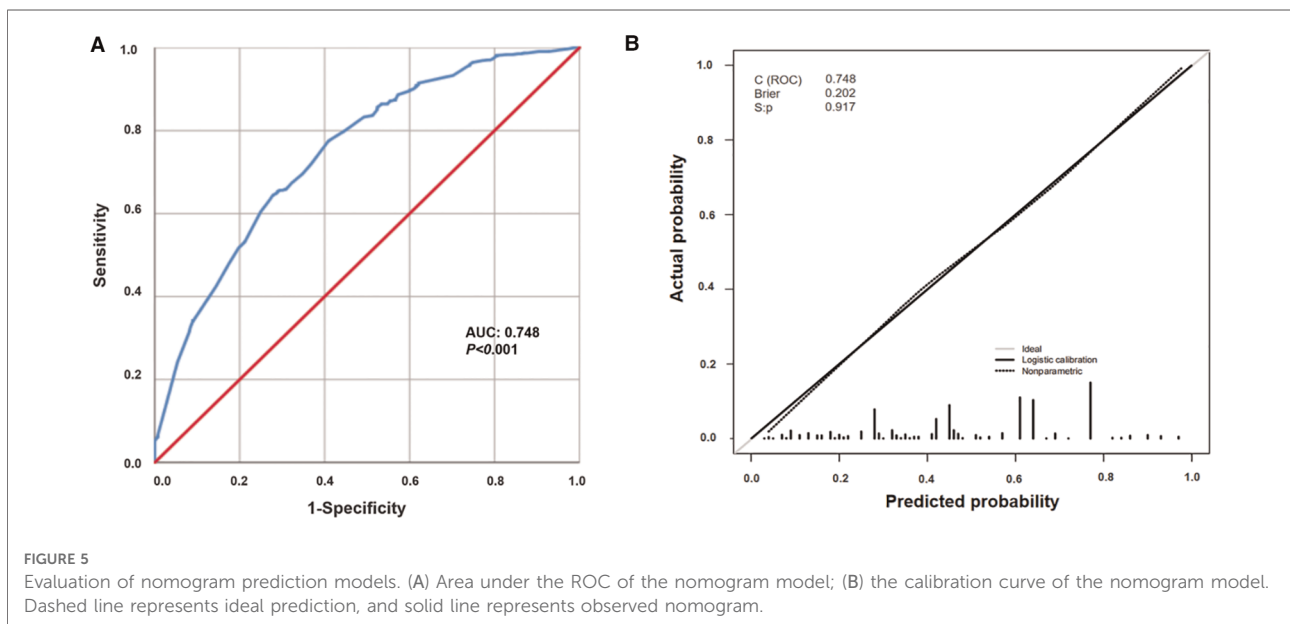 A
1.0
0.8
0.6
0.4
0.2
0.0
Sensitivity
AUC: 0.748
P<0.001
0.0 0.2 0.4 0.6 0.8 1.0
1-Specificity
B
C (ROC) 0.748
Brier 0.202
S:p 0.917
1.0
0.8
0.6
0.4
0.2
0.0
Actual probability
Ideal
Logistic calibration
Nonparametric
0.0 0.2 0.4 0.6 0.8 1.0
Predicted probability
FIGURE 5
Evaluation of nomogram prediction models. (A) Area under the ROC of the nomogram model; (B) the calibration curve of the nomogram model.
Dashed line represents ideal prediction, and solid line represents observed nomogram.